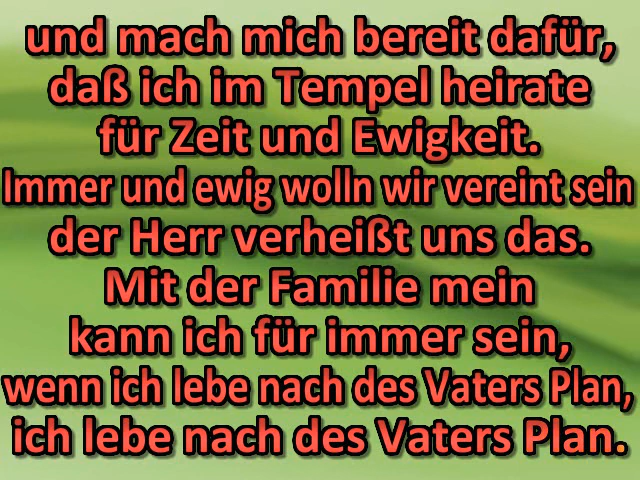 und mach mich bereit dafür,
daß ich im Tempel heirate
für Zeit und Ewigkeit.
Immer und ewig wolln wir vereint sein
der Herr verheißt uns das.
Mit der Familie mein
kann ich für immer sein,
wenn ich lebe nach des Vaters Plan,
ich lebe nach des Vaters Plan.